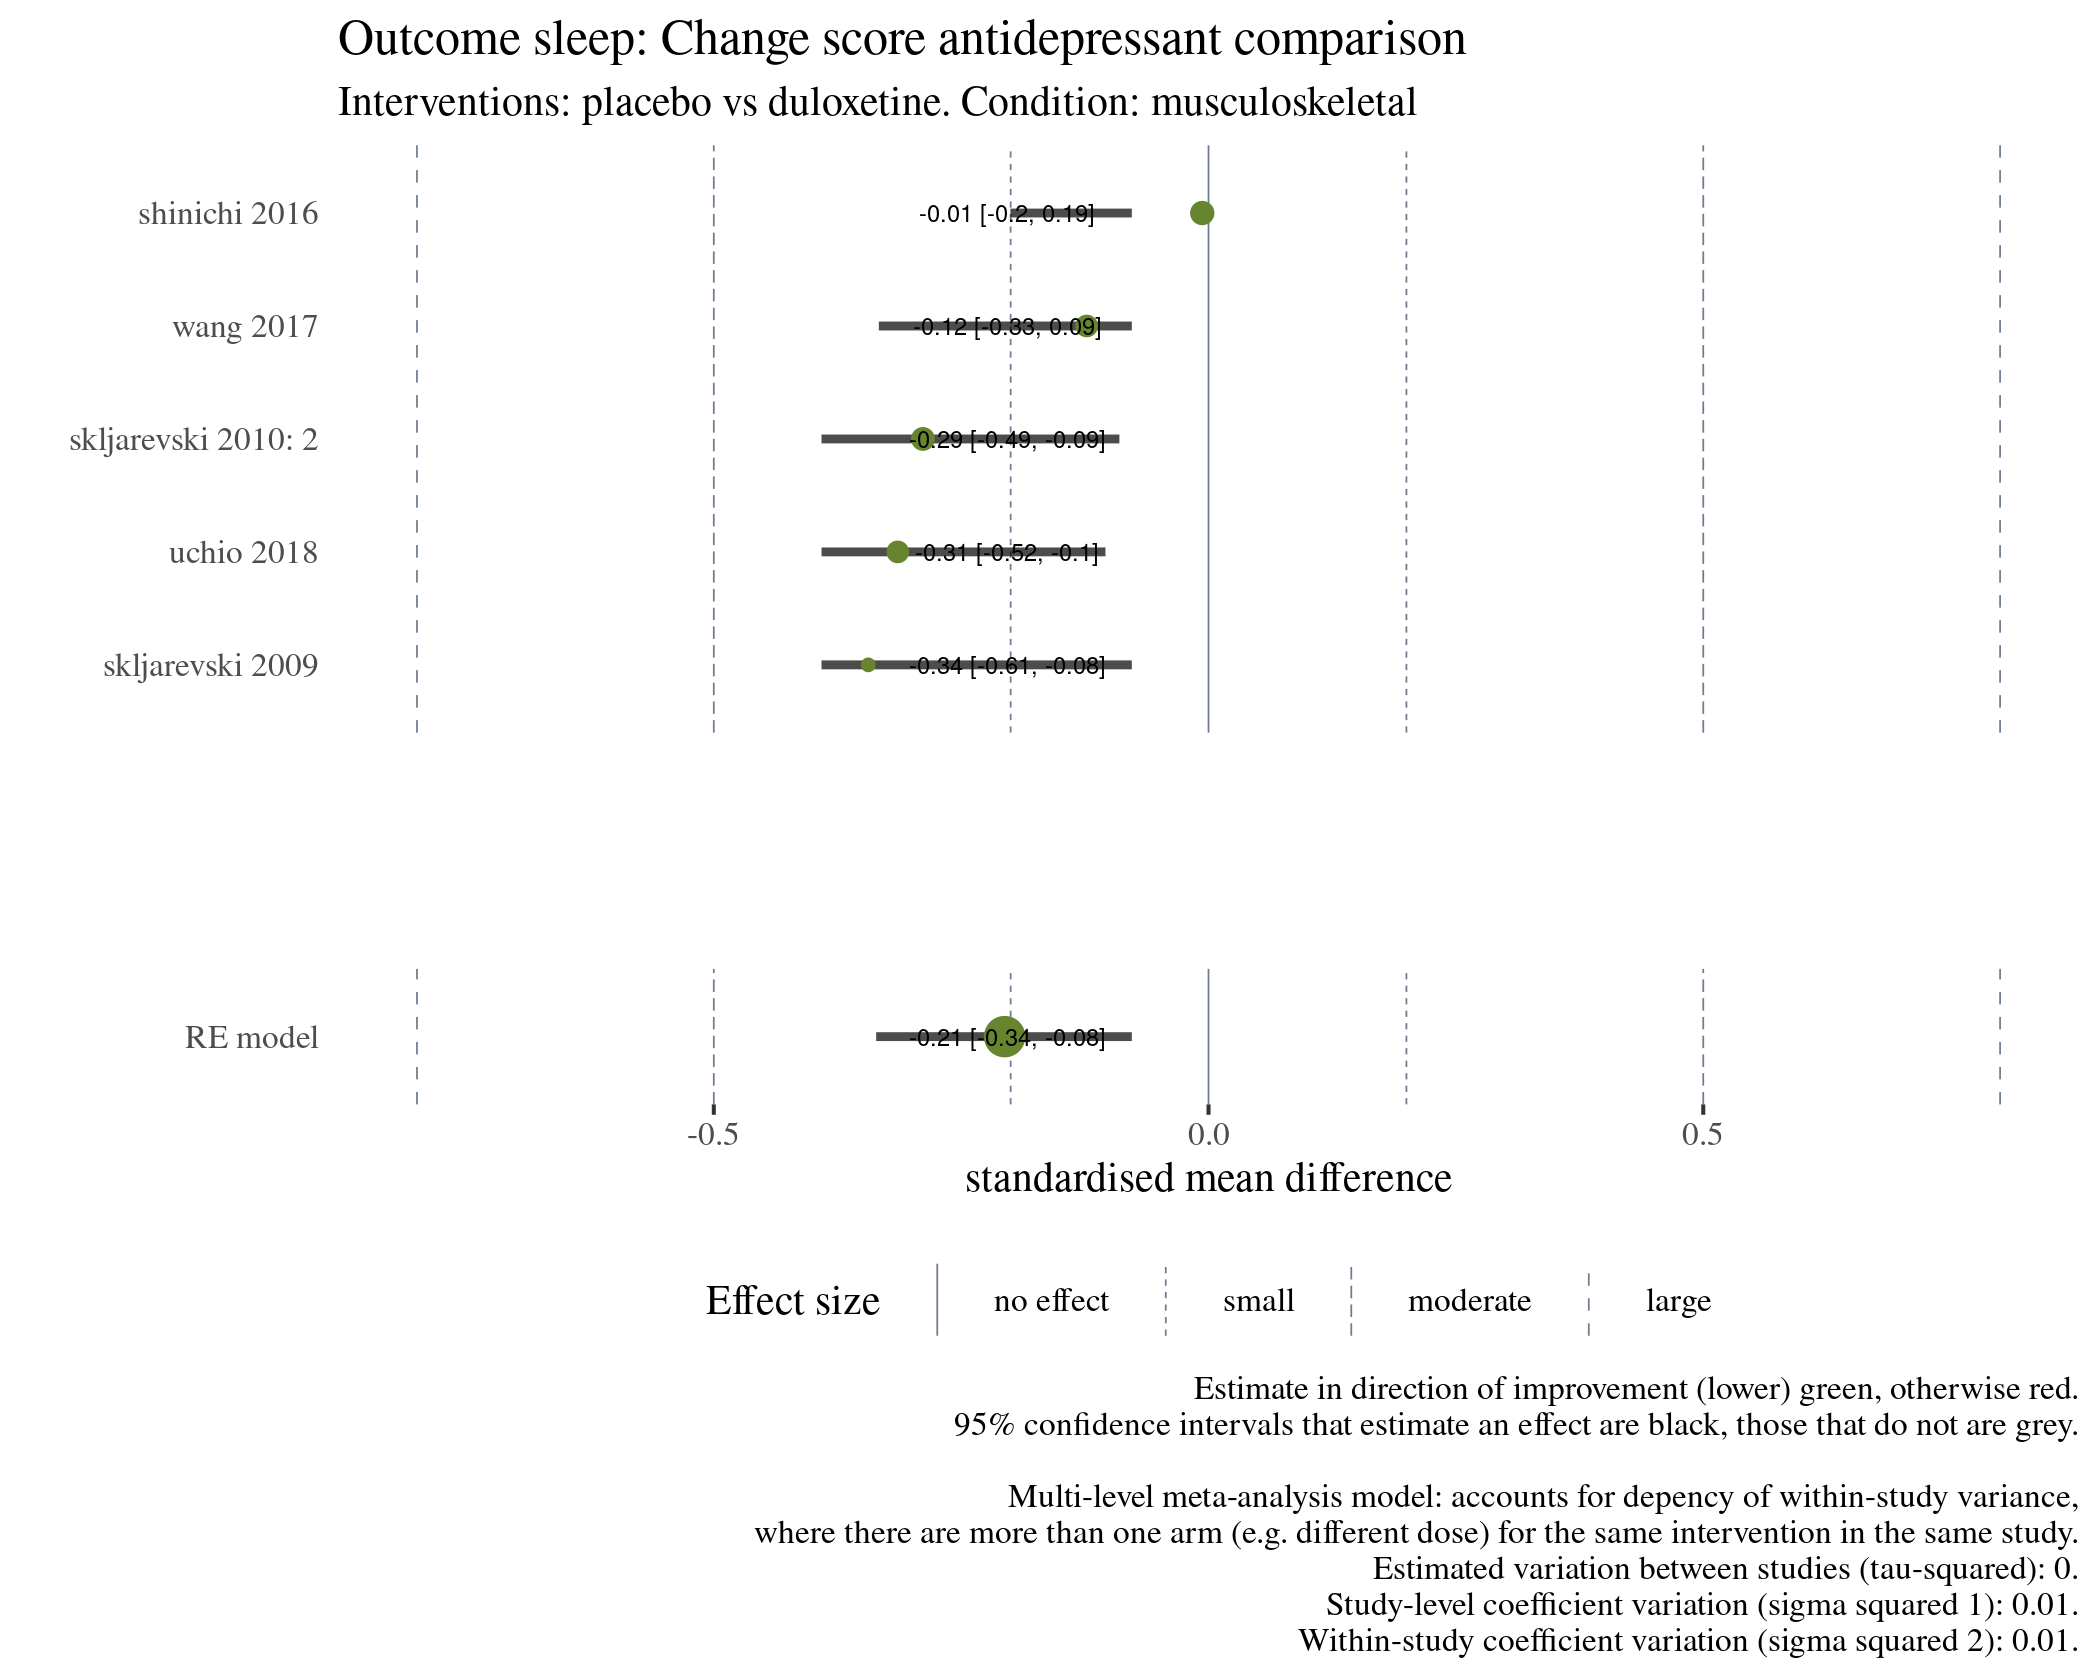 Outcome sleep: Change score antidepressant comparison
Interventions: placebo vs duloxetine. Condition: musculoskeletal
shinichi 2016
-0.01 [-0.2, 0.19]
wang 2017
-0.12 [-0.33, 0.09]
skljarevski 2010: 2
-0.29 [-0.49, -0.09]
uchio 2018
-0.31 [-0.52, -0.1]
skljarevski 2009
-0.34 [-0.61, -0.08]
RE model
-0.21 [-0.34, -0.08]
-0.5 0.0 0.5
standardised mean difference
Effect size no effect small moderate large
Estimate in direction of improvement (lower) green, otherwise red.
95% confidence intervals that estimate an effect are black, those that do not are grey.
Multi-level meta-analysis model: accounts for depency of within-study variance,
where there are more than one arm (e.g. different dose) for the same intervention in the same study.
Estimated variation between studies (tau-squared): 0.
Study-level coefficient variation (sigma squared 1): 0.01.
Within-study coefficient variation (sigma squared 2): 0.01.